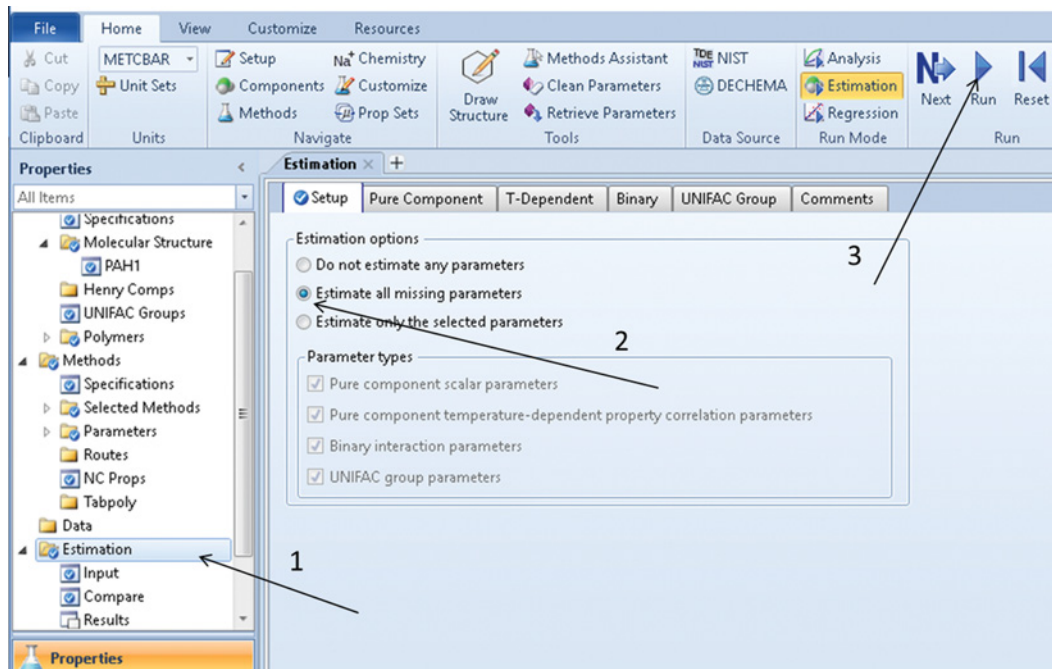 File Home View Customize Resources
Cut METCBAR Setup Na+ Chemistry Methods Assistant TDE NIST NIST Analysis
Copy Unit Sets Components Customize Draw Structure Clean Parameters DECHEMA Estimation Next Run Reset
Paste Methods Prop Sets Retrieve Parameters Regression
Clipboard Units Navigate Tools Data Source Run Mode Run
Properties < Estimation × +
All Items Setup Pure Component T-Dependent Binary UNIFAC Group Comments
Specifications
Molecular Structure
PAH1
Henry Comps
UNIFAC Groups
Polymers
Methods
Specifications
Selected Methods
Parameters
Routes
NC Props
Tabpoly
Data
Estimation
Input
Compare
Results
Properties
Estimation options
Do not estimate any parameters
Estimate all missing parameters
Estimate only the selected parameters
Parameter types
Pure component scalar parameters
Pure component temperature-dependent property correlation parameters
Binary interaction parameters
UNIFAC group parameters
1
2
3